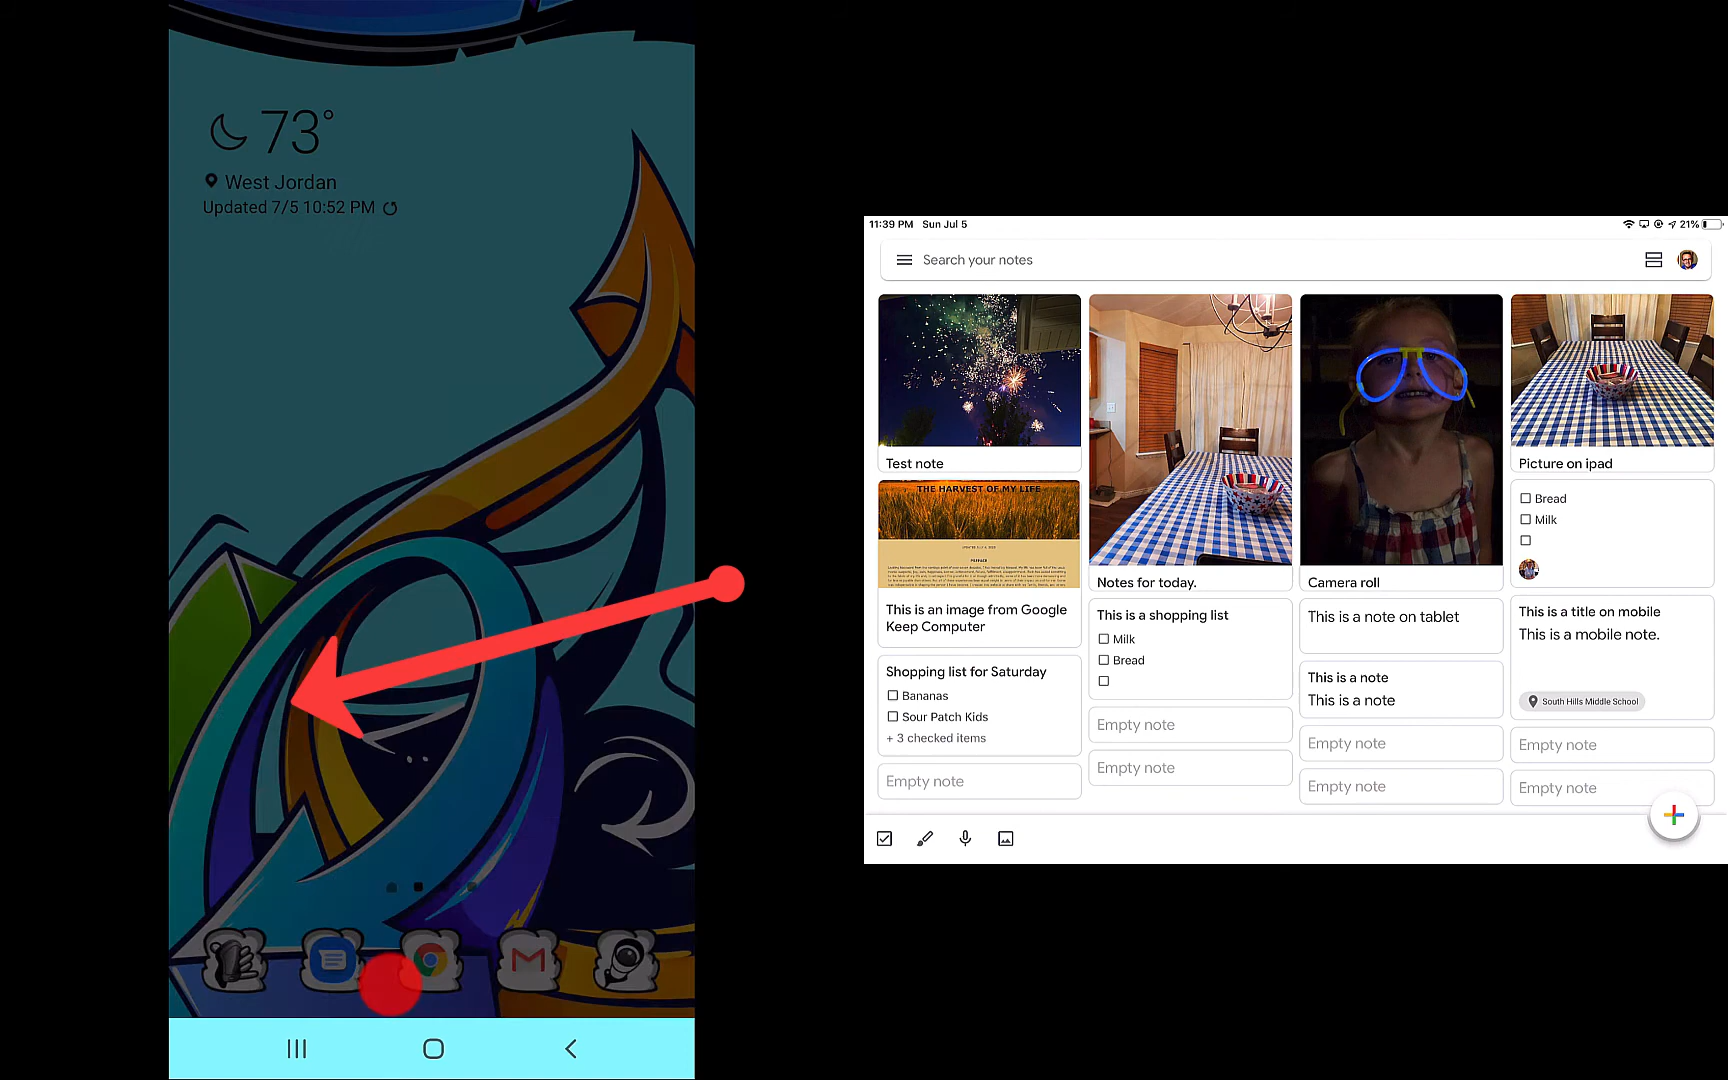 73°
West Jordan
Updated 7/5 10:52 PM
11:39 PM Sun Jul 5
21%
Search your notes
Test note
THE HARVEST OF MY LIFE
PREFACE
This is an image from Google
Keep Computer
Shopping list for Saturday
Bananas
Sour Patch Kids
+ 3 checked items
Empty note
Notes for today.
This is a shopping list
Milk
Bread
Empty note
Empty note
Camera roll
This is a note on tablet
This is a note
This is a note
Empty note
Empty note
Picture on ipad
Bread
Milk
This is a title on mobile
This is a mobile note.
South Hills Middle School
Empty note
Empty note